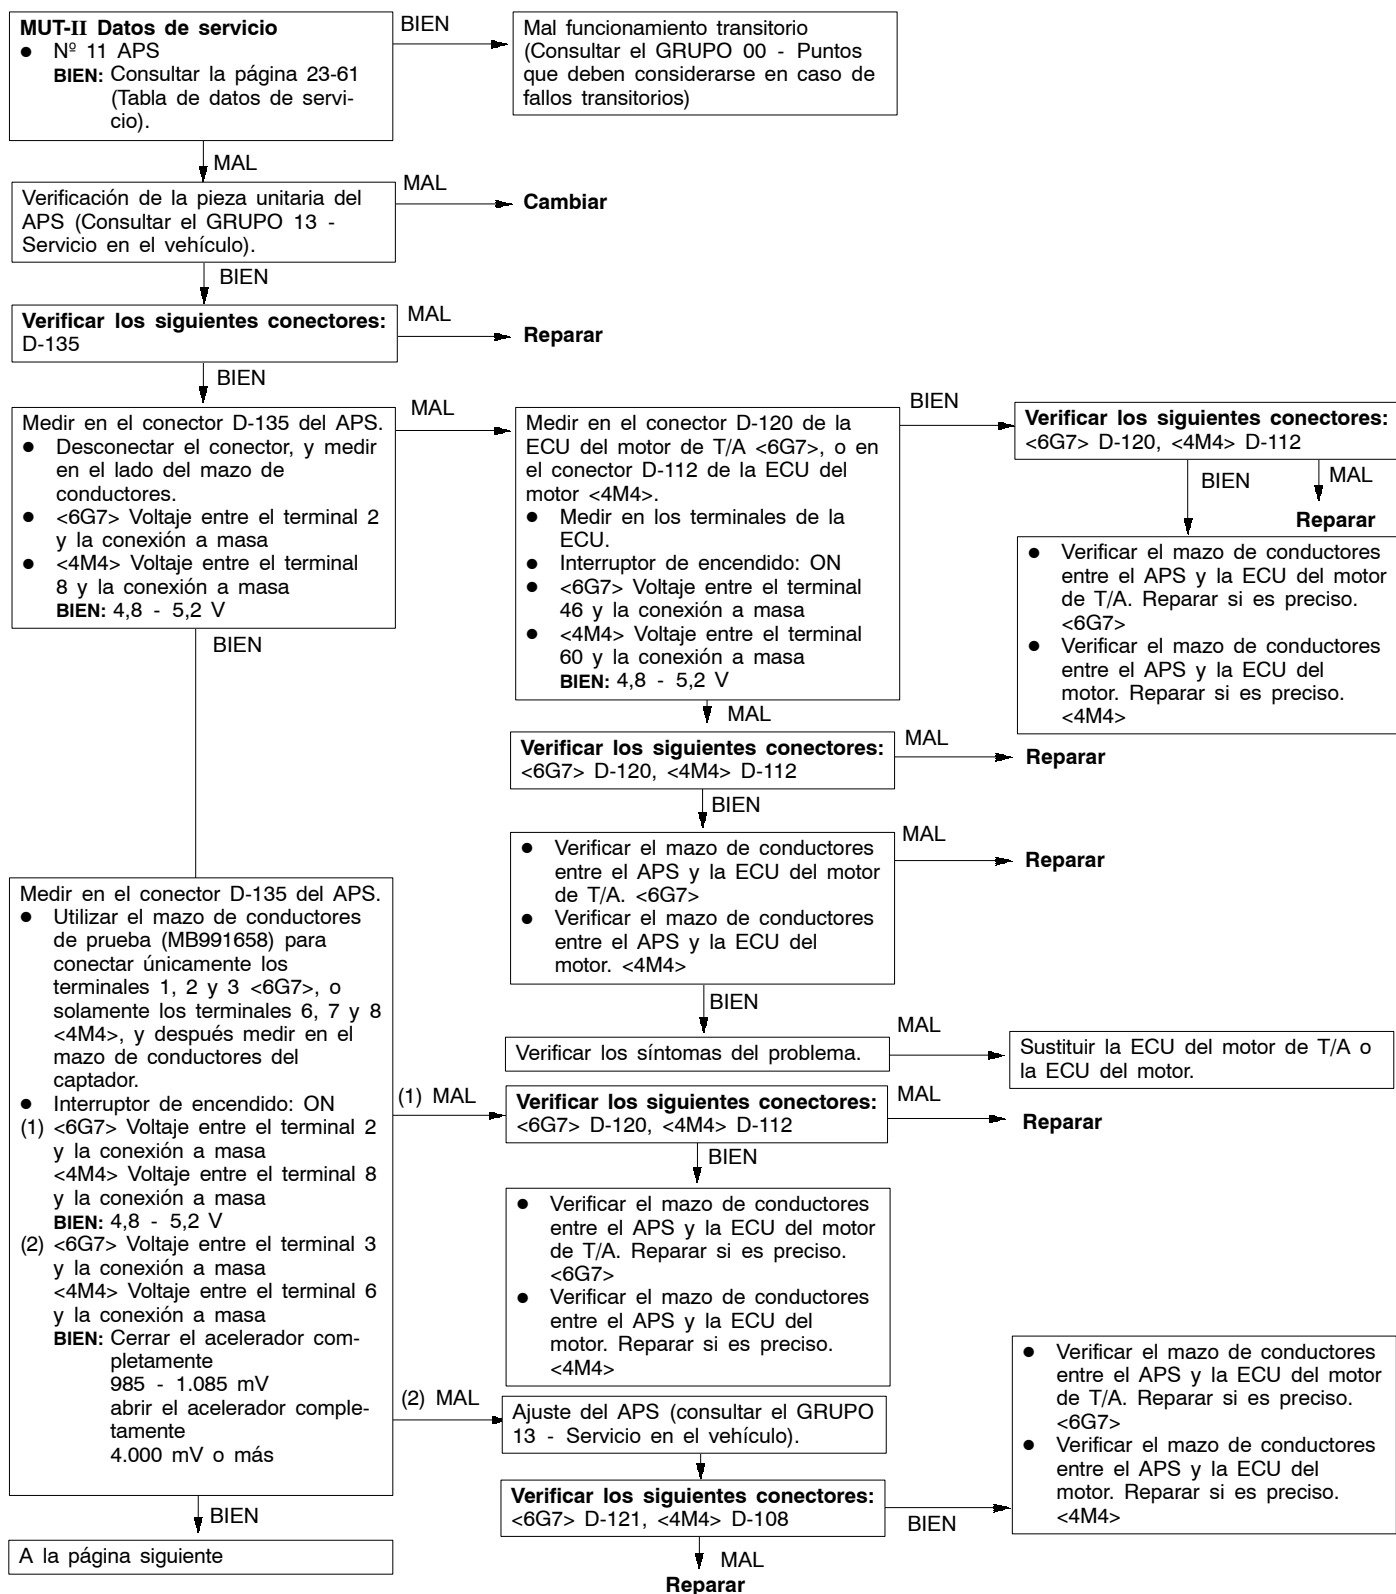 MUT-II Datos de servicio
● Nº 11 APS
BIEN: Consultar la página 23-61
(Tabla de datos de servi-
cio).
BIEN
Mal funcionamiento transitorio
(Consultar el GRUPO 00 - Puntos
que deben considerarse en caso de
fallos transitorios)
MAL
Verificación de la pieza unitaria del
APS (Consultar el GRUPO 13 -
Servicio en el vehículo).
MAL
Cambiar
BIEN
Verificar los siguientes conectores:
D-135
MAL
Reparar
BIEN
Medir en el conector D-135 del APS.
● Desconectar el conector, y medir
en el lado del mazo de
conductores.
● <6G7> Voltaje entre el terminal 2
y la conexión a masa
● <4M4> Voltaje entre el terminal
8 y la conexión a masa
BIEN: 4,8 - 5,2 V
MAL
Medir en el conector D-120 de la
ECU del motor de T/A <6G7>, o en
el conector D-112 de la ECU del
motor <4M4>.
● Medir en los terminales de la
ECU.
● Interruptor de encendido: ON
● <6G7> Voltaje entre el terminal
46 y la conexión a masa
● <4M4> Voltaje entre el terminal
60 y la conexión a masa
BIEN: 4,8 - 5,2 V
BIEN
Verificar los siguientes conectores:
<6G7> D-120, <4M4> D-112
BIEN
MAL
Reparar
● Verificar el mazo de conductores
entre el APS y la ECU del motor
de T/A. Reparar si es preciso.
<6G7>
● Verificar el mazo de conductores
entre el APS y la ECU del
motor. Reparar si es preciso.
<4M4>
BIEN
MAL
Verificar los siguientes conectores:
<6G7> D-120, <4M4> D-112
MAL
Reparar
BIEN
● Verificar el mazo de conductores
entre el APS y la ECU del motor
de T/A. <6G7>
● Verificar el mazo de conductores
entre el APS y la ECU del
motor. <4M4>
MAL
Reparar
BIEN
Verificar los síntomas del problema.
MAL
Sustituir la ECU del motor de T/A o
la ECU del motor.
Medir en el conector D-135 del APS.
● Utilizar el mazo de conductores
de prueba (MB991658) para
conectar únicamente los
terminales 1, 2 y 3 <6G7>, o
solamente los terminales 6, 7 y 8
<4M4>, y después medir en el
mazo de conductores del
captador.
● Interruptor de encendido: ON
(1) <6G7> Voltaje entre el terminal 2
y la conexión a masa
<4M4> Voltaje entre el terminal 8
y la conexión a masa
BIEN: 4,8 - 5,2 V
(2) <6G7> Voltaje entre el terminal 3
y la conexión a masa
<4M4> Voltaje entre el terminal 6
y la conexión a masa
BIEN: Cerrar el acelerador com-
pletamente
985 - 1.085 mV
abrir el acelerador comple-
tamente
4.000 mV o más
(1) MAL
Verificar los siguientes conectores:
<6G7> D-120, <4M4> D-112
MAL
Reparar
BIEN
● Verificar el mazo de conductores
entre el APS y la ECU del motor
de T/A. Reparar si es preciso.
<6G7>
● Verificar el mazo de conductores
entre el APS y la ECU del
motor. Reparar si es preciso.
<4M4>
(2) MAL
Ajuste del APS (consultar el GRUPO
13 - Servicio en el vehículo).
Verificar los siguientes conectores:
<6G7> D-121, <4M4> D-108
BIEN
● Verificar el mazo de conductores
entre el APS y la ECU del motor
de T/A. Reparar si es preciso.
<6G7>
● Verificar el mazo de conductores
entre el APS y la ECU del
motor. Reparar si es preciso.
<4M4>
MAL
Reparar
BIEN
A la página siguiente